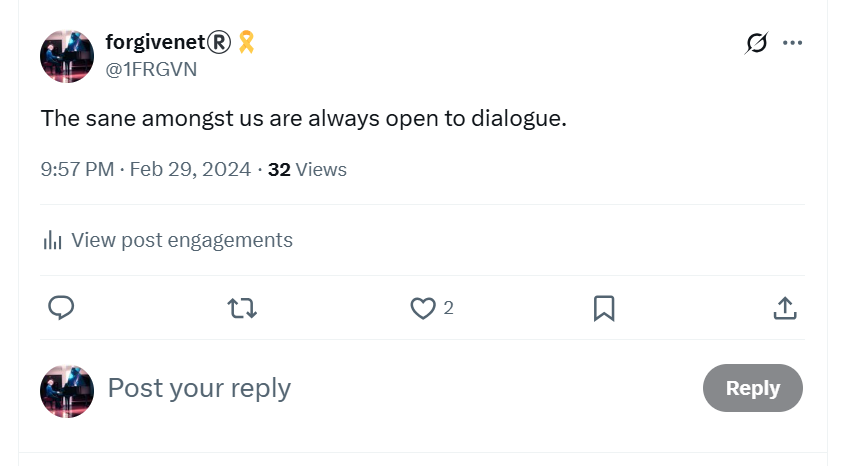 forgivenet®🎗
@1FRGVN
The sane amongst us are always open to dialogue.
9:57 PM · Feb 29, 2024 · 32 Views
View post engagements
2
Post your reply
Reply